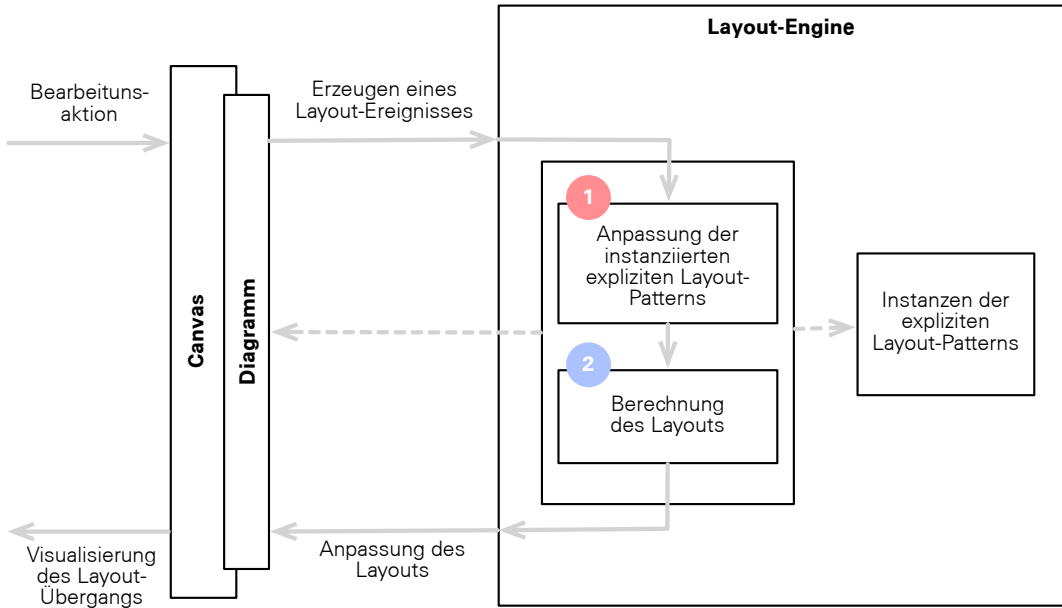 Layout-Engine
Bearbeituns-
aktion
Erzeugen eines
Layout-Ereignisses
1
Anpassung der
instanziierten
expliziten Layout-
Patterns
Canvas
Diagramm
Instanzen der
expliziten
Layout-Patterns
2
Berechnung
des Layouts
Visualisierung
des Layout-
Übergangs
Anpassung des
Layouts